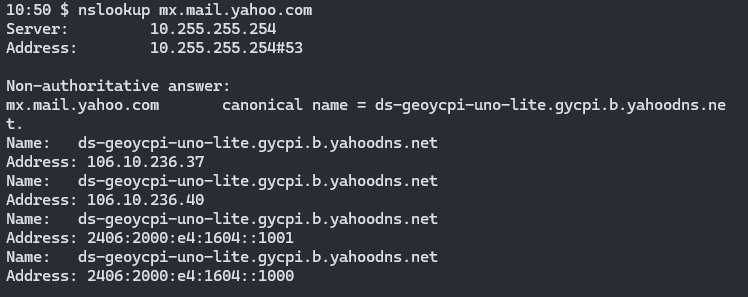 10:50 $ nslookup mx.mail.yahoo.com
Server:         10.255.255.254
Address:        10.255.255.254#53

Non-authoritative answer:
mx.mail.yahoo.com       canonical name = ds-geoycpi-uno-lite.gycpi.b.yahoodns.ne
t.
Name:   ds-geoycpi-uno-lite.gycpi.b.yahoodns.net
Address: 106.10.236.37
Name:   ds-geoycpi-uno-lite.gycpi.b.yahoodns.net
Address: 106.10.236.40
Name:   ds-geoycpi-uno-lite.gycpi.b.yahoodns.net
Address: 2406:2000:e4:1604::1001
Name:   ds-geoycpi-uno-lite.gycpi.b.yahoodns.net
Address: 2406:2000:e4:1604::1000